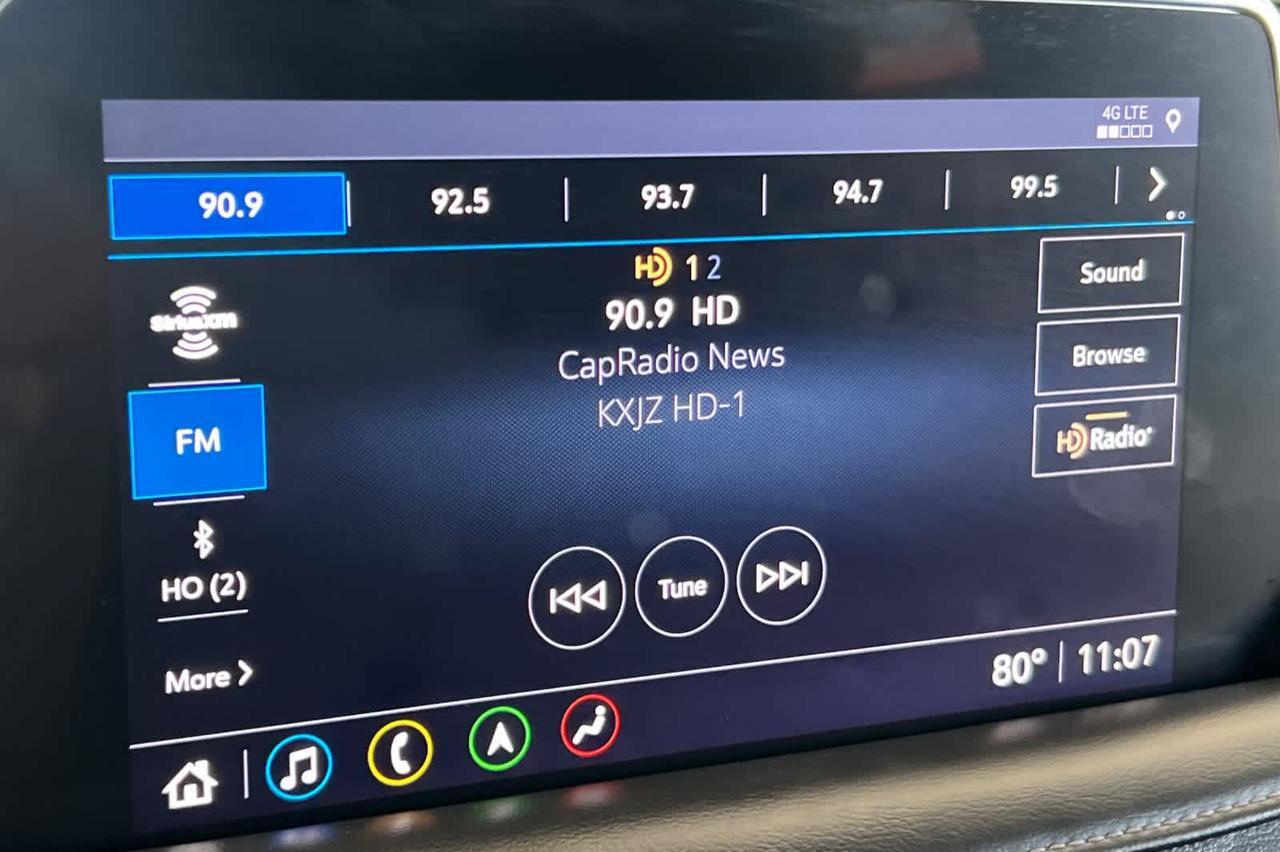 4G LTE
90.9 92.5 93.7 94.7 99.5
HD 1 2
90.9 HD
CapRadio News
KXJZ HD-1
Sound
Browse
HD Radio
SiriusXM
FM
HO (2)
More
Tune
80° 11:07